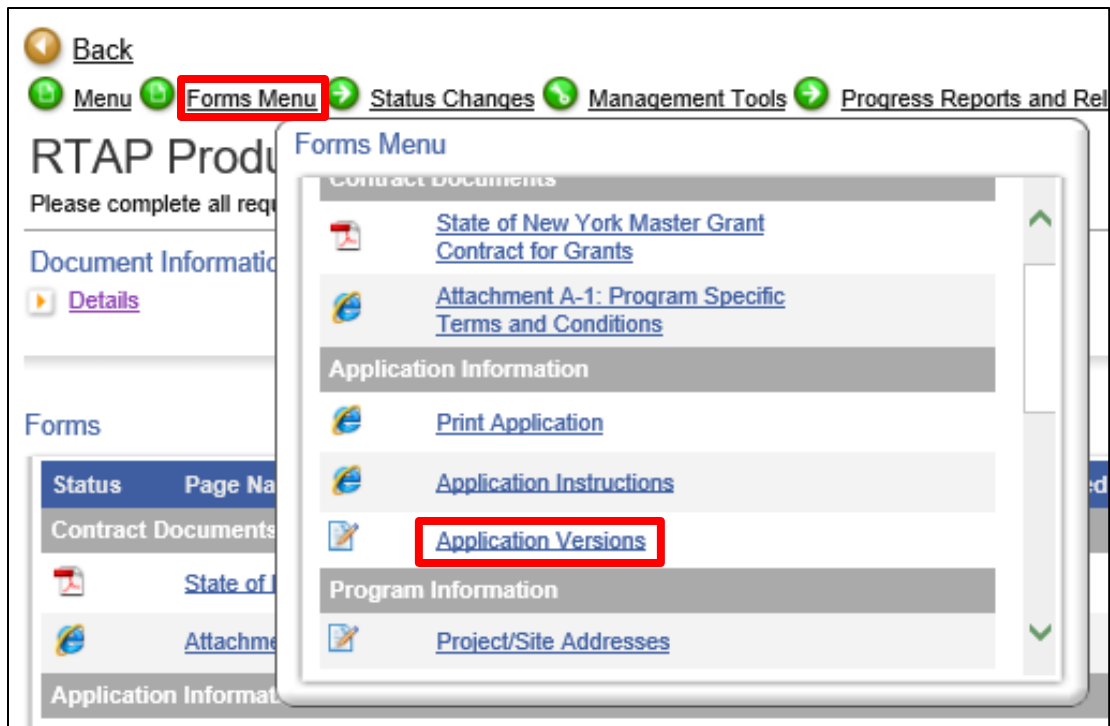 Back
Menu Forms Menu Status Changes Management Tools Progress Reports and Rel
RTAP Produ
Please complete all requ
Document Informatio
Details
Forms
Status Page Na ed
Contract Documents
State of
Attachme
Application Informat
Forms Menu
Contract Documents
State of New York Master Grant
Contract for Grants
Attachment A-1: Program Specific
Terms and Conditions
Application Information
Print Application
Application Instructions
Application Versions
Program Information
Project/Site Addresses